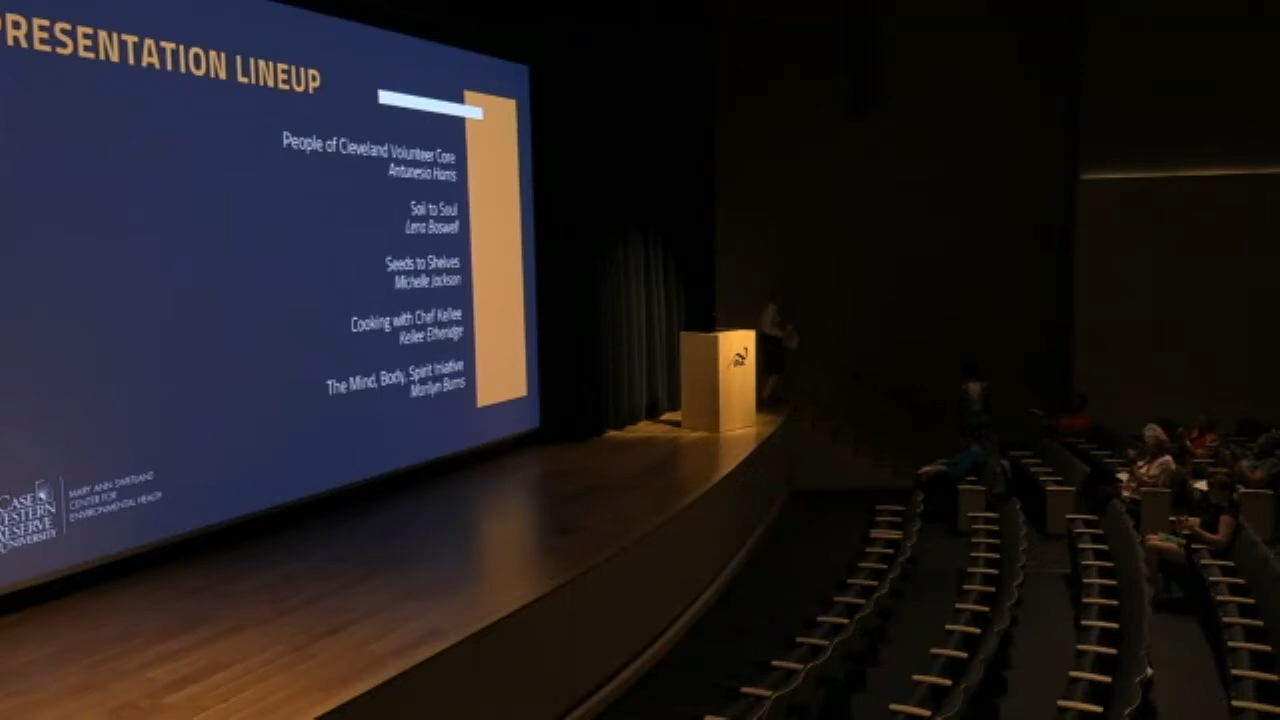 PRESENTATION LINEUP
People of Cleveland Volunteer Core
Antunesia Harris
Soil to Soul
Lena Boswell
Seeds to Shelves
Michelle Jackson
Cooking with Chef Kellee
Kellee Etheridge
The Mind, Body, Spirit Iniative
Marilyn Burns
CASE
WESTERN
RESERVE
UNIVERSITY
MARY ANN SWETLAND
CENTER FOR
ENVIRONMENTAL HEALTH